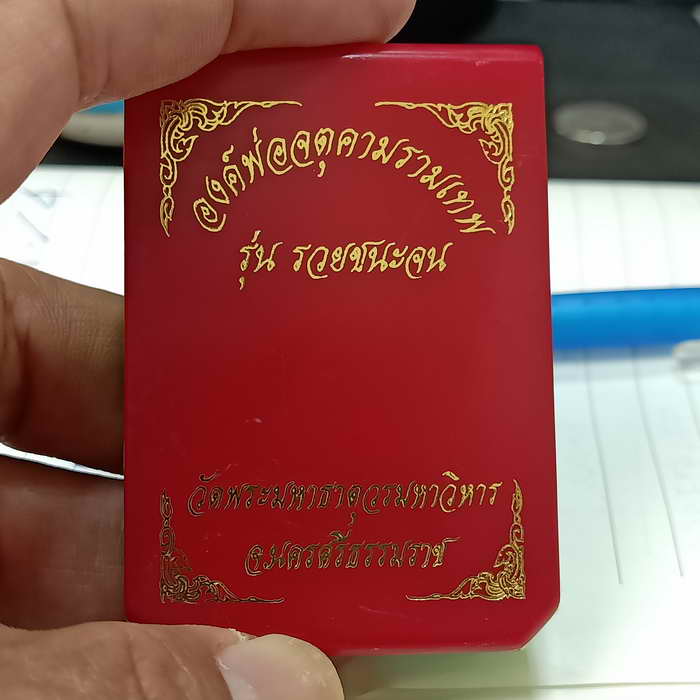 องค์พ่อจตุคามรามเทพ
รุ่น รวยชนะจน
วัดพระมหาธาตุวรมหาวิหาร
จ.นครศรีธรรมราช